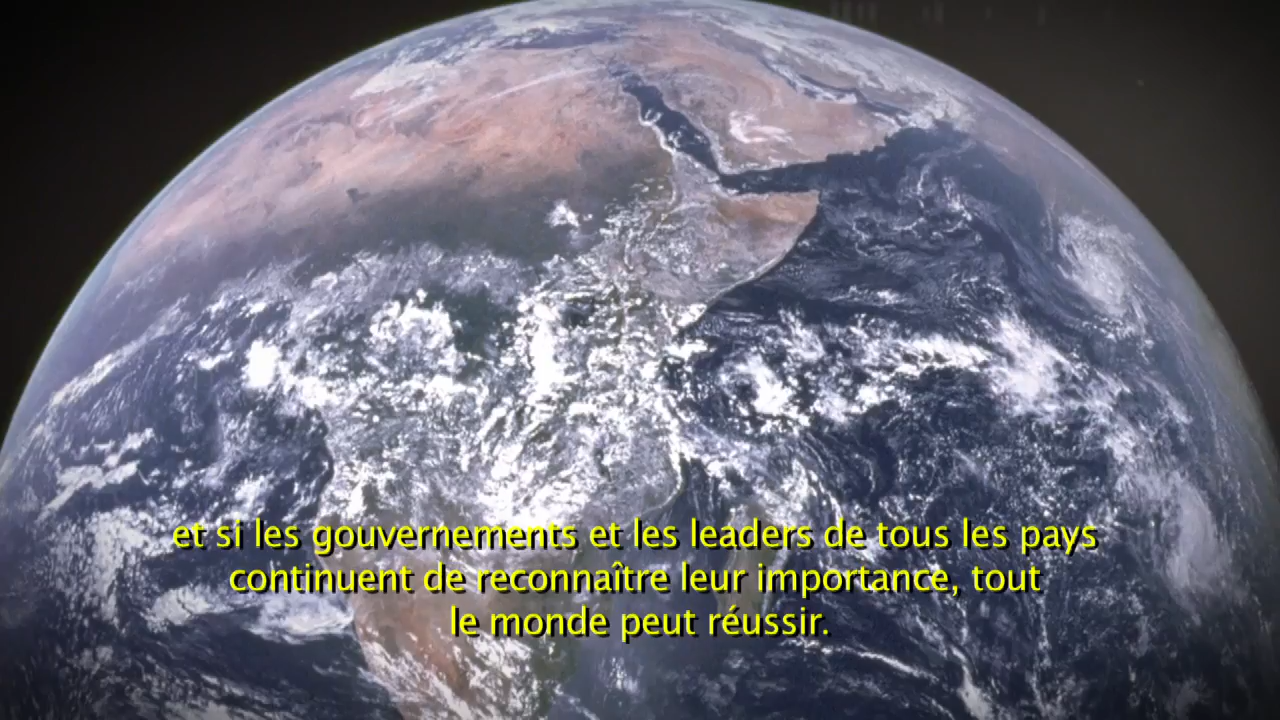 et si les gouvernements et les leaders de tous les pays
continuent de reconnaître leur importance, tout
le monde peut réussir.